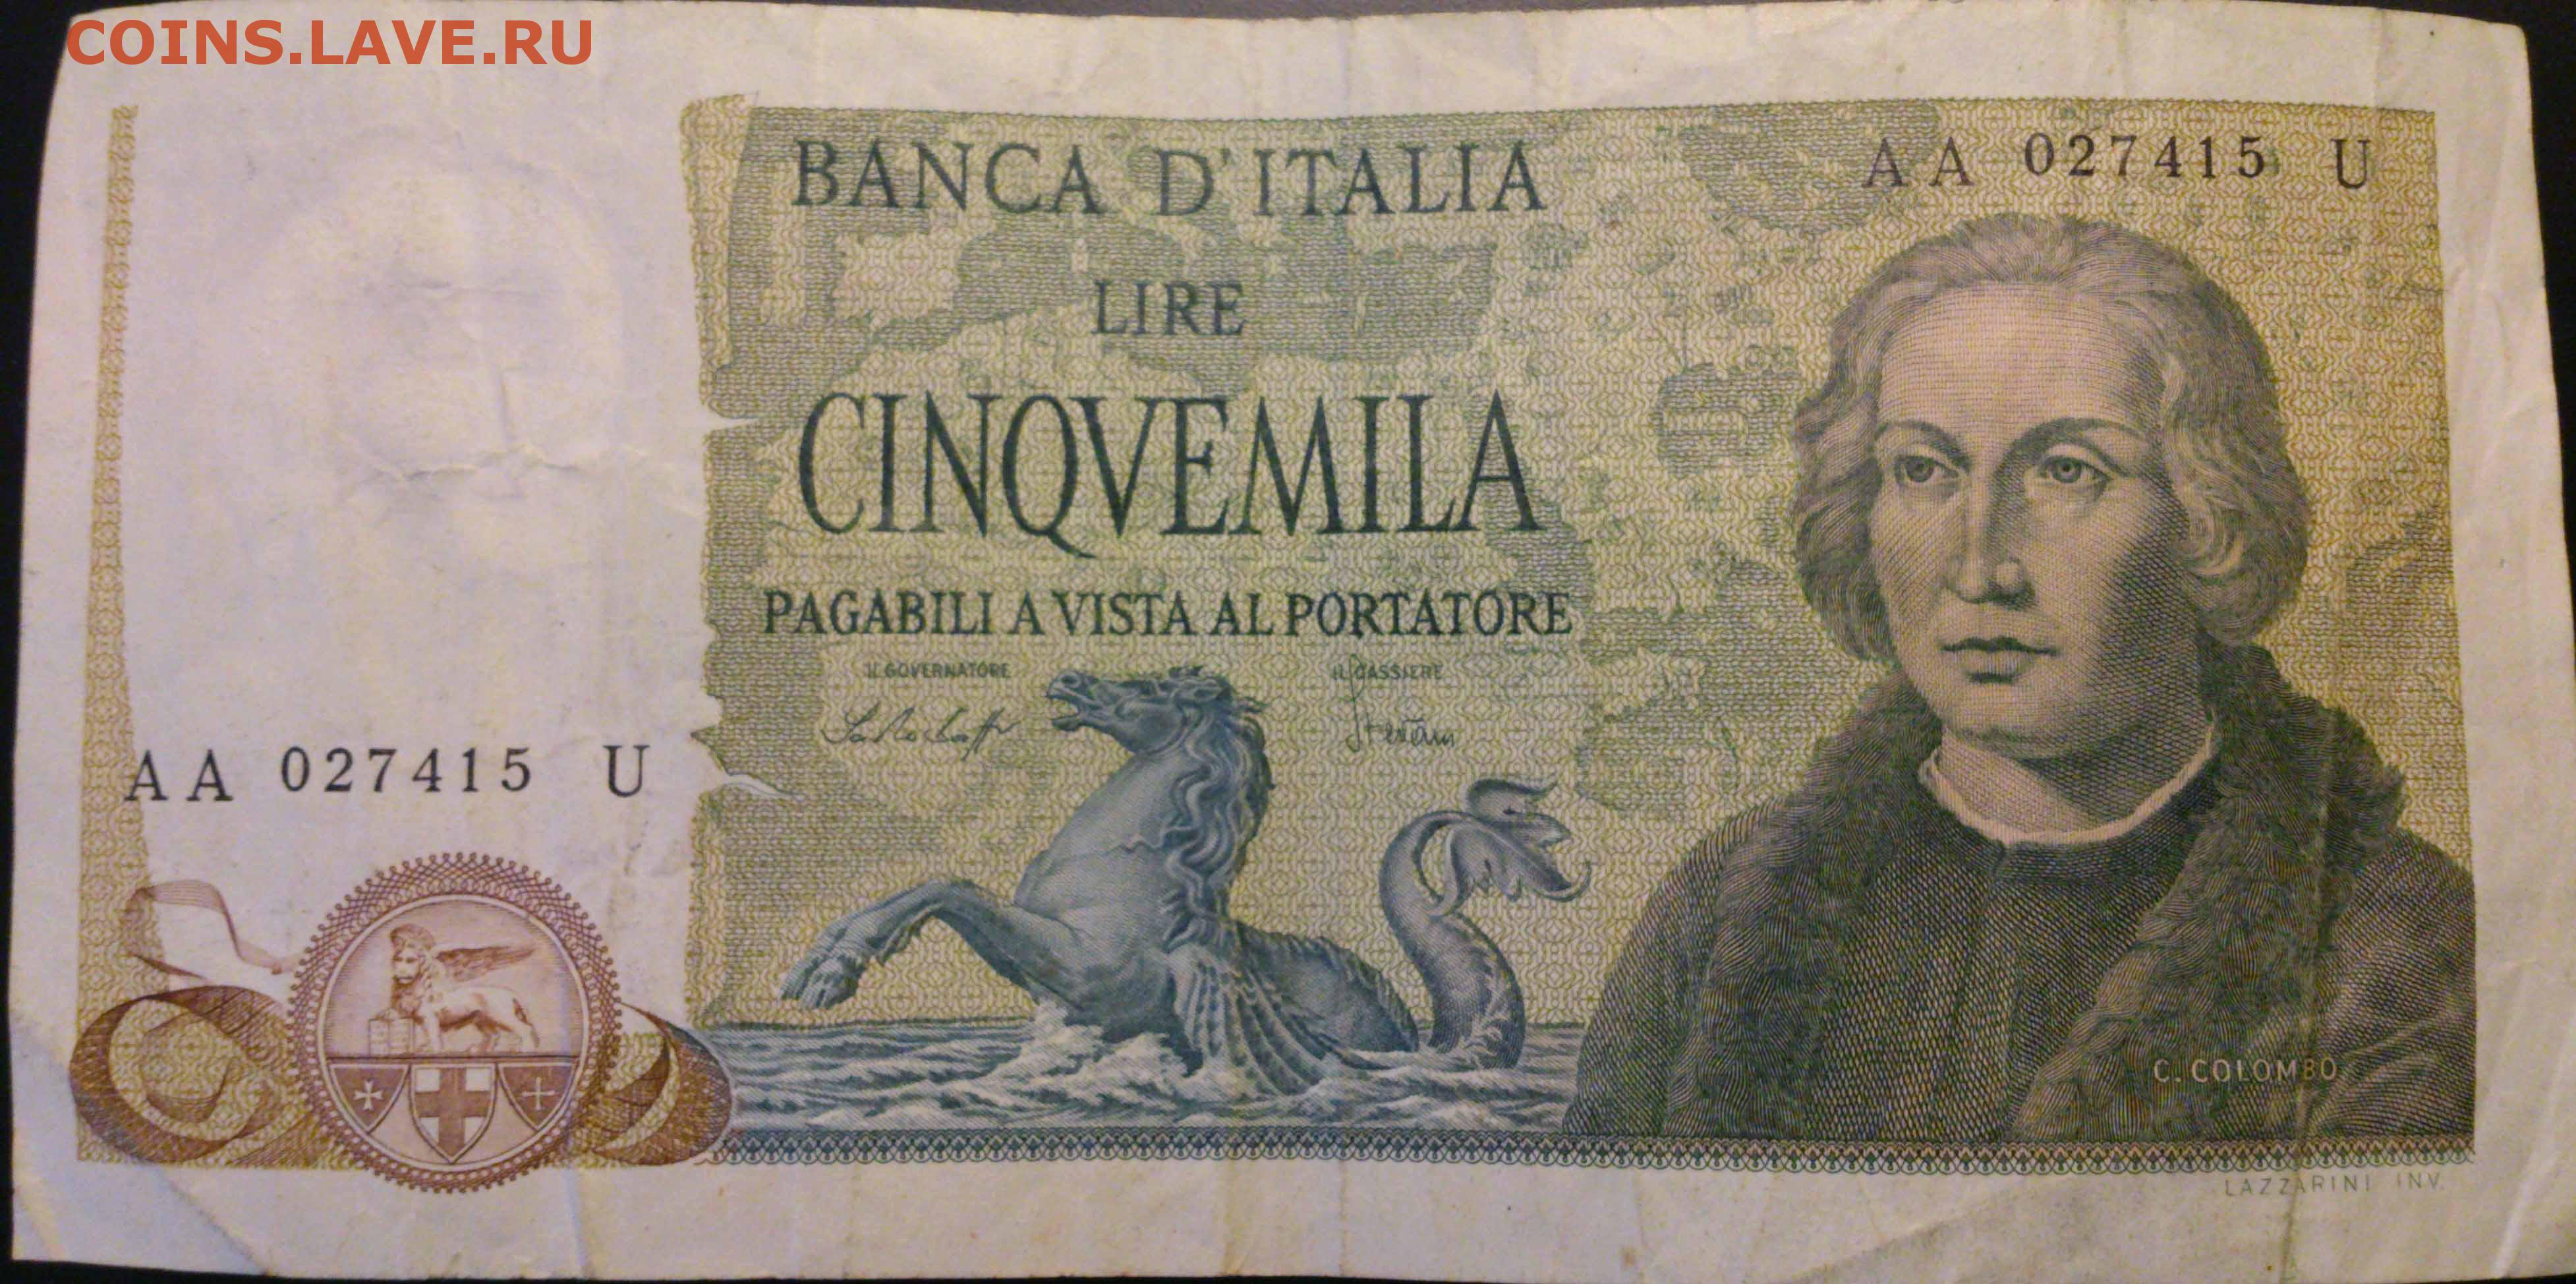 COINS.LAVE.RU
BANCA D'ITALIA
AA 027415 U
LIRE
CINQVEMILA
PAGABILI A VISTA AL PORTATORE
IL GOVERNATORE
IL CASSIERE
AA 027415 U
C. COLOMBO
LAZZARINI INV.